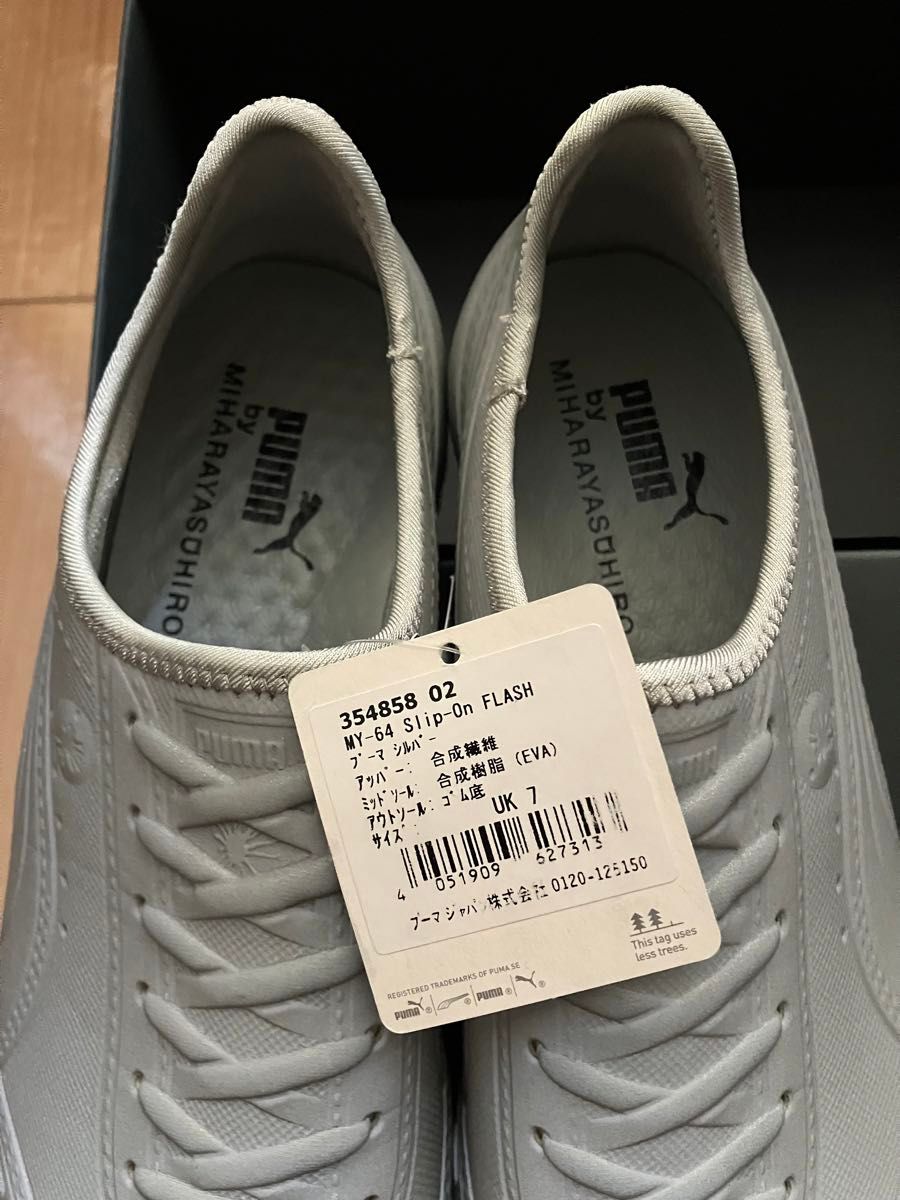 PUMA
by
MIHARAYASUHIRO
PUMA
by
MIHARAYASUHIRO
PUMA
354858 02
MY-64 Slip-On FLASH
プーマ シルバー
アッパー: 合成繊維
ミッドソール: 合成樹脂 (EVA)
アウトソール: ゴム底
サイズ: UK 7
4 051909 627313
プーマ ジャパン株式会社 0120-125150
This tag uses
less trees.
REGISTERED TRADEMARKS OF PUMA SE
PUMA® ® PUMA® ®